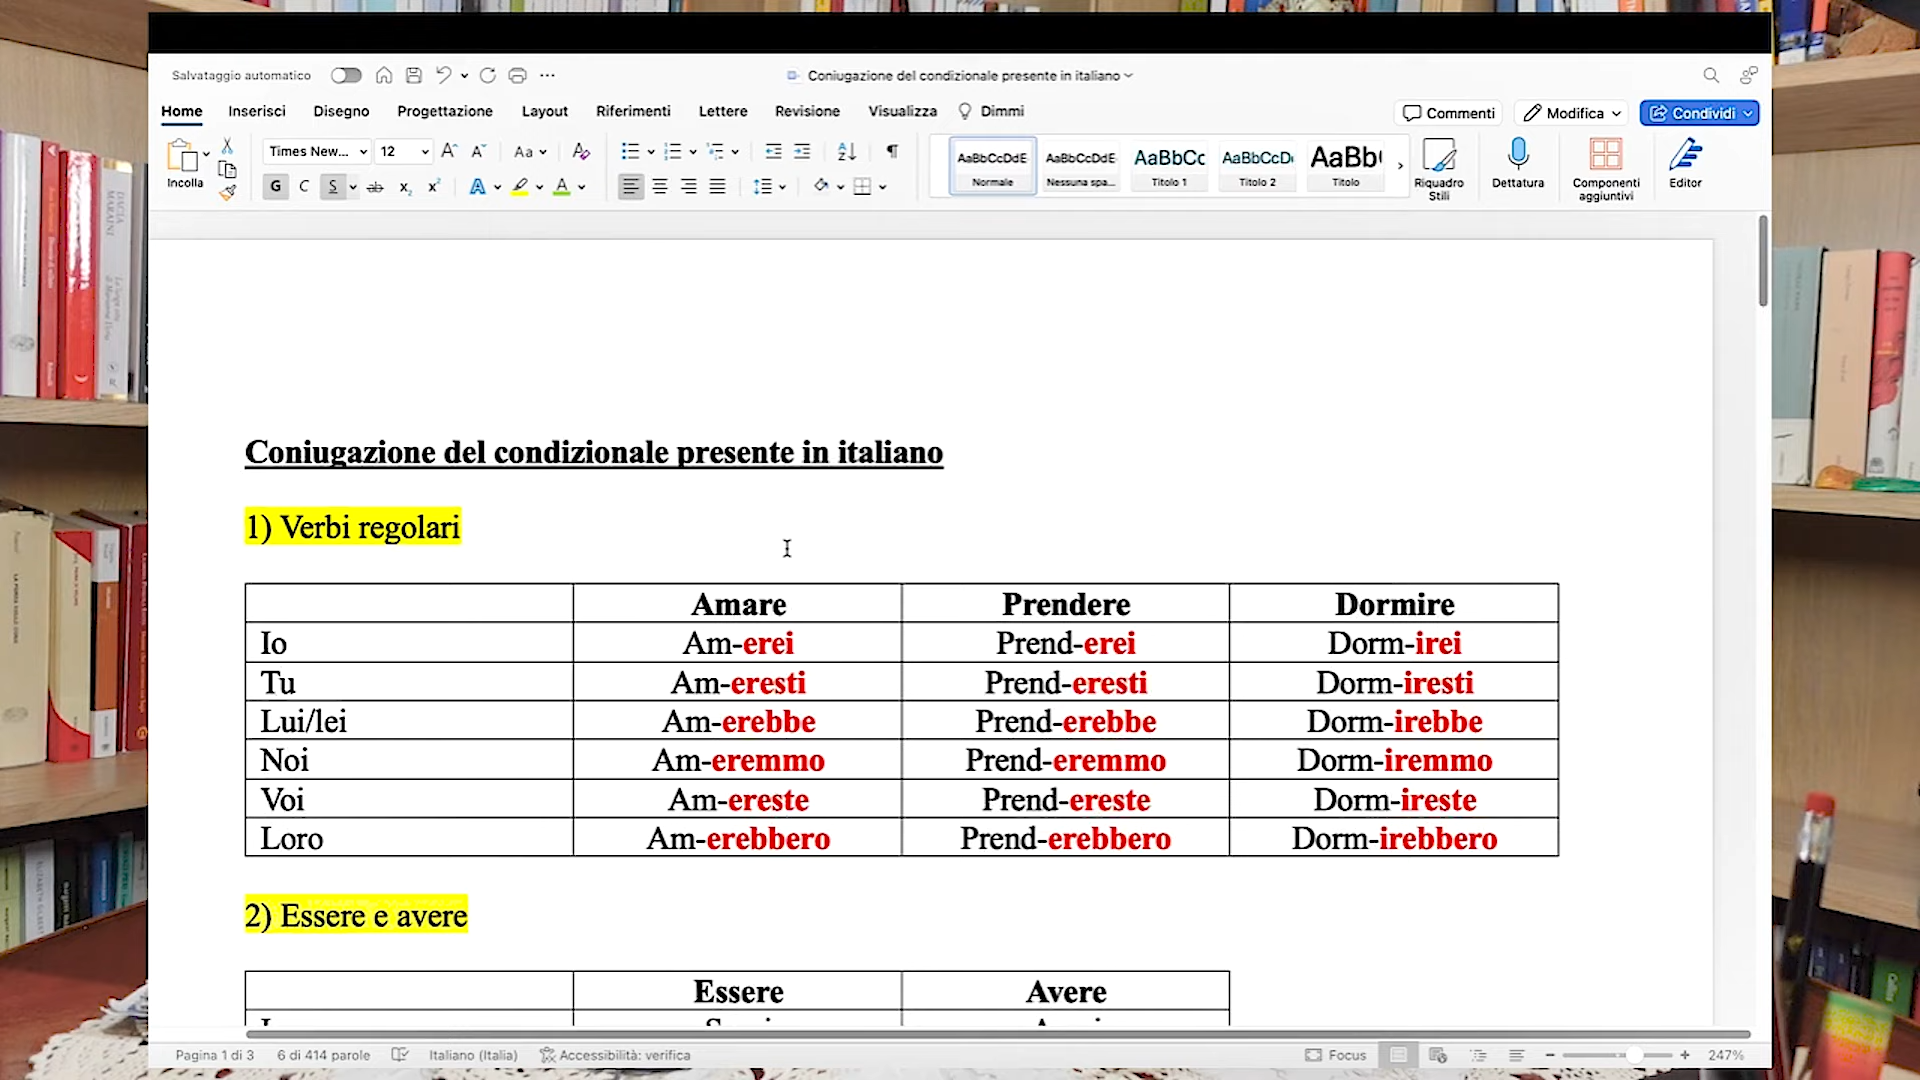 Salvataggio automatico
Coniugazione del condizionale presente in italiano
Home Inserisci Disegno Progettazione Layout Riferimenti Lettere Revisione Visualizza Dimmi
Commenti Modifica Condividi
Incolla
Times New... 12
Aa
G C S ab x₂ x²
AaBbCcDdE AaBbCcDdE AaBbCc AaBbCcD AaBb
Normale Nessuna spa... Titolo 1 Titolo 2 Titolo
Riquadro Stili
Dettatura
Componenti aggiuntivi
Editor
DACIA MARAINI
Coniugazione del condizionale presente in italiano
1) Verbi regolari
Amare Prendere Dormire
Io Am-erei Prend-erei Dorm-irei
Tu Am-eresti Prend-eresti Dorm-iresti
Lui/lei Am-erebbe Prend-erebbe Dorm-irebbe
Noi Am-eremmo Prend-eremmo Dorm-iremmo
Voi Am-ereste Prend-ereste Dorm-ireste
Loro Am-erebbero Prend-erebbero Dorm-irebbero
2) Essere e avere
Essere Avere
Pagina 1 di 3 6 di 414 parole Italiano (Italia) Accessibilità: verifica
Focus 247%